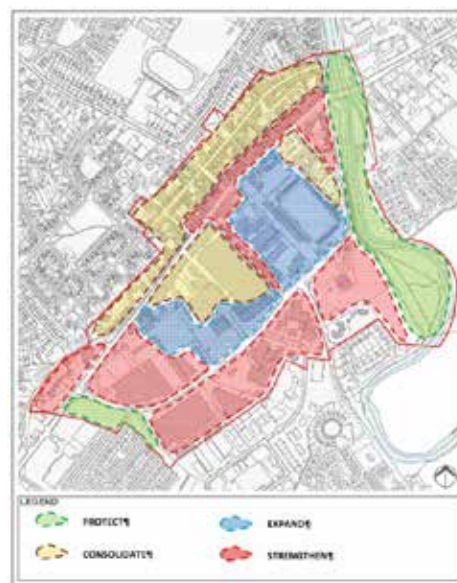 LEGEND
PROTECT¶
EXPAND¶
CONSOLIDATE¶
STRENGTHEN¶